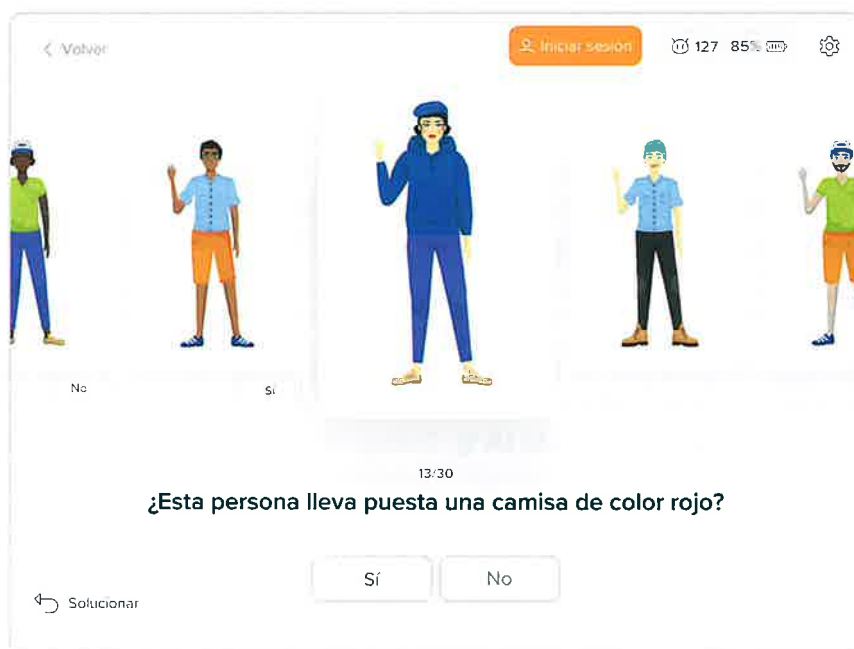 Volver
Iniciar sesión
127 85%
No
Sí
13/30
¿Esta persona lleva puesta una camisa de color rojo?
Sí
No
Solucionar